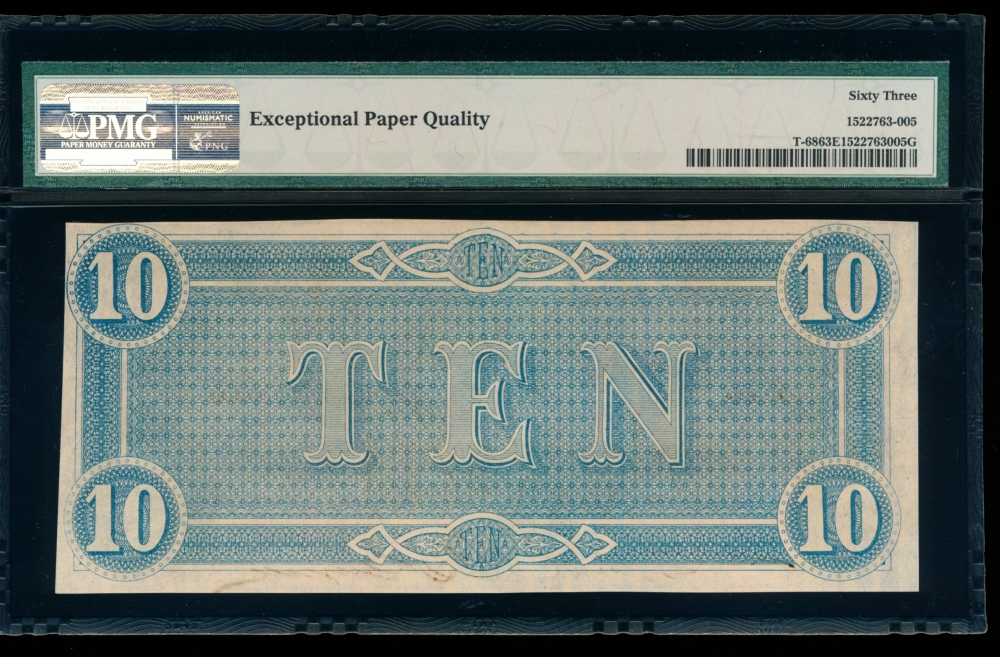 PMG
PAPER MONEY GUARANTY
NUMISMATIC
PNG
Exceptional Paper Quality
Sixty Three
1522763-005
T-6863E1522763005G
10
TEN
10
TEN
10
TEN
10